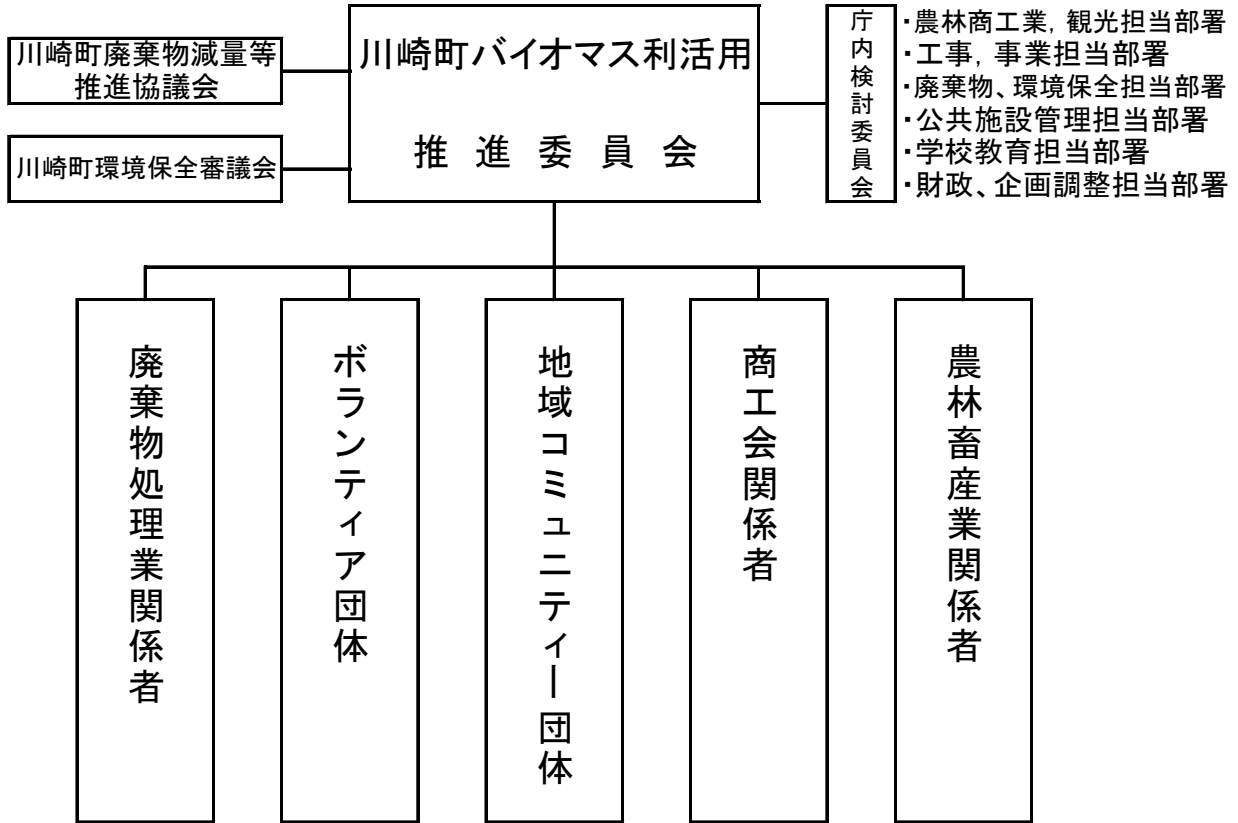 川崎町廃棄物減量等
推進協議会
川崎町環境保全審議会
川崎町バイオマス利活用
推進委員会
庁内検討委員会
・農林商工業,観光担当部署
・工事,事業担当部署
・廃棄物、環境保全担当部署
・公共施設管理担当部署
・学校教育担当部署
・財政、企画調整担当部署
廃棄物処理業関係者
ボランティア団体
地域コミュニティー団体
商工会関係者
農林畜産業関係者